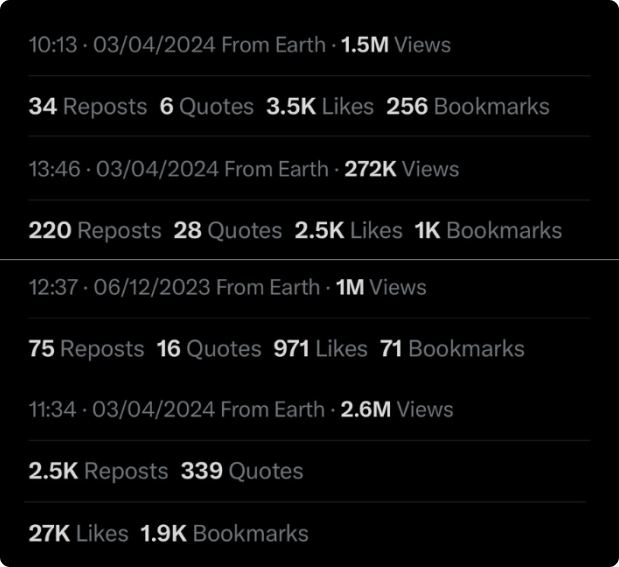 10:13 · 03/04/2024 From Earth · 1.5M Views
34 Reposts 6 Quotes 3.5K Likes 256 Bookmarks
13:46 · 03/04/2024 From Earth · 272K Views
220 Reposts 28 Quotes 2.5K Likes 1K Bookmarks
12:37 · 06/12/2023 From Earth · 1M Views
75 Reposts 16 Quotes 971 Likes 71 Bookmarks
11:34 · 03/04/2024 From Earth · 2.6M Views
2.5K Reposts 339 Quotes
27K Likes 1.9K Bookmarks